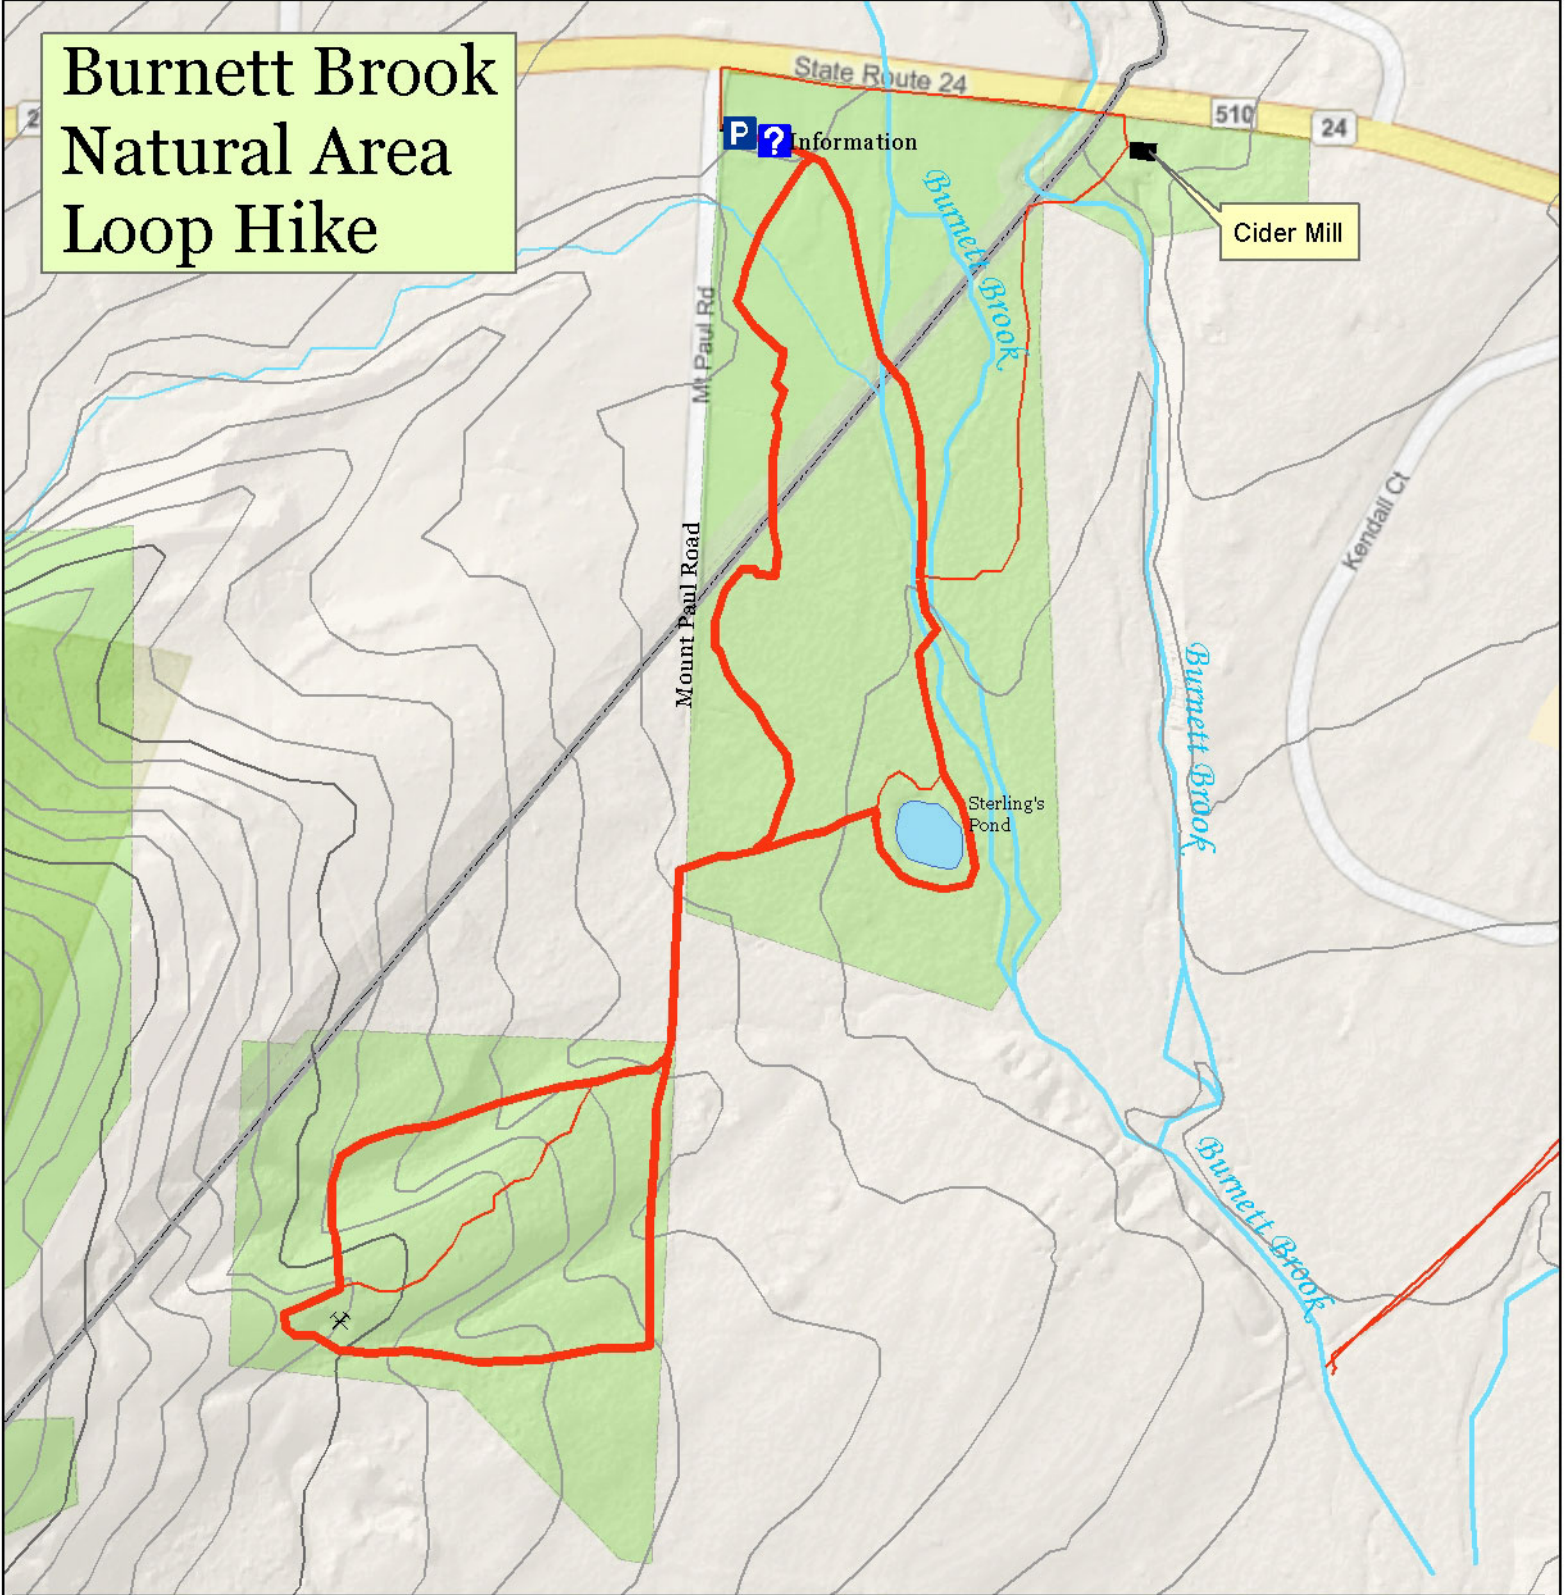 Burnett Brook
Natural Area
Loop Hike
State Route 24
2
510
24
P
?
Information
Burnett Brook
Cider Mill
Mt Paul Rd
Kendall Ct
Mount Paul Road
Burnett Brook
Sterling's
Pond
Burnett Brook